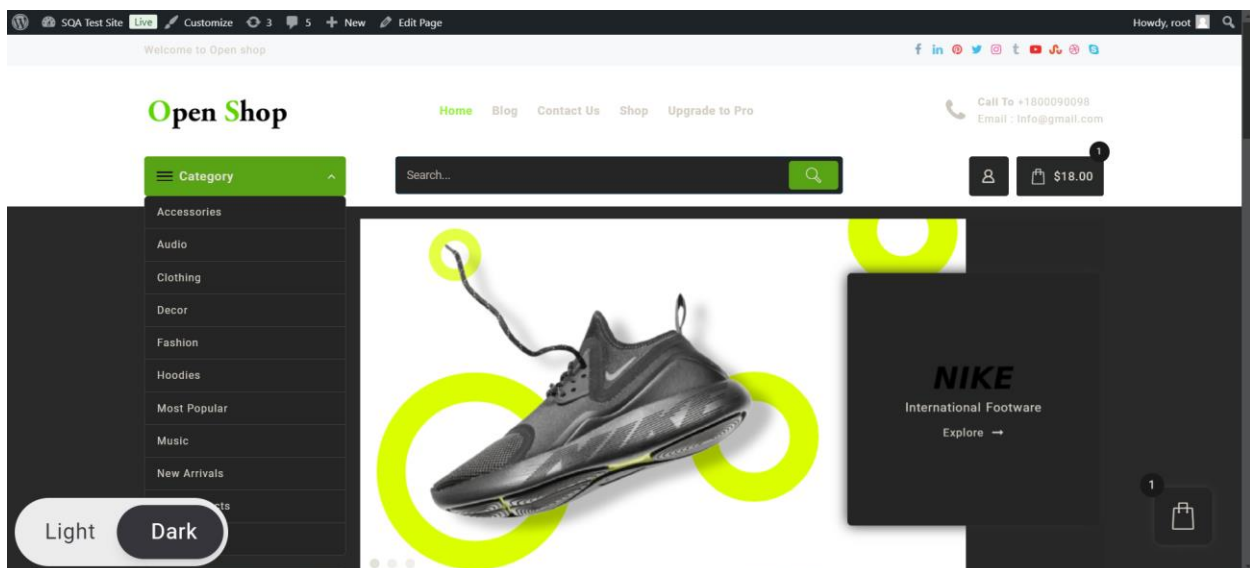 SQA Test Site Live Customize 3 5 + New Edit Page Howdy, root
Welcome to Open shop
Open Shop
Home Blog Contact Us Shop Upgrade to Pro
Call To +1800090098
Email : Info@gmail.com
1
Category
Search...
$18.00
Accessories
Audio
Clothing
Decor
Fashion
Hoodies
Most Popular
Music
New Arrivals
NIKE
International Footware
Explore →
1
Light Dark